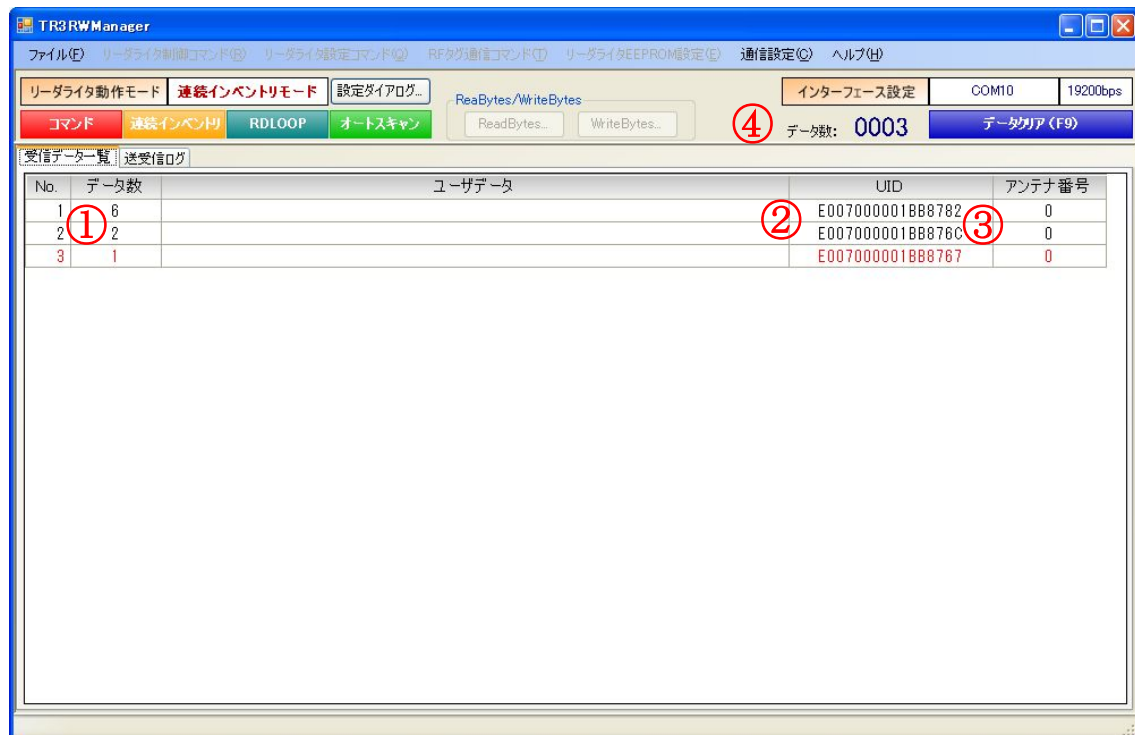 TR3RWManager
ファイル(F) リーダライタ制御コマンド(R) リーダライタ設定コマンド(Q) RFタグ通信コマンド(T) リーダライタEEPROM設定(E) 通信設定(C) ヘルプ(H)
リーダライタ動作モード 連続インベントリモード 設定ダイアログ... ReaBytes/WriteBytes インターフェース設定 COM10 19200bps
コマンド 連続インベントリ RDLOOP オートスキャン ReadBytes... WriteBytes... ④ データ数: 0003 データクリア(F9)
受信データ一覧 送受信ログ
No. データ数 ユーザデータ UID アンテナ番号
1 6 E007000001BB8782 0
① ② ③
2 2 E007000001BB876C 0
3 1 E007000001BB8767 0